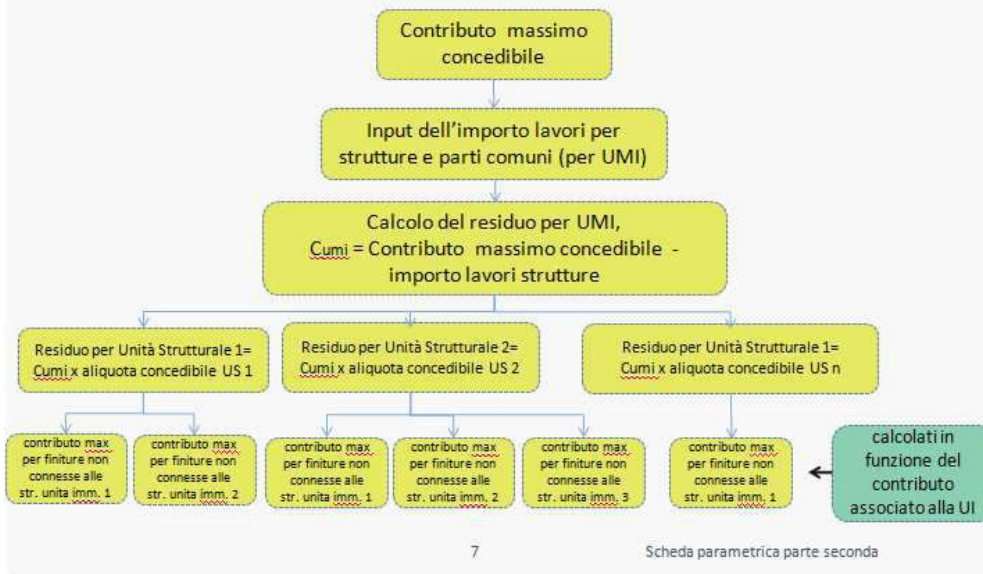 Contributo massimo
concedibile
Input dell'importo lavori per
strutture e parti comuni (per UMI)
Calcolo del residuo per UMI,
Cumi = Contributo massimo concedibile -
importo lavori strutture
Residuo per Unità Strutturale 1=
Cumi x aliquota concedibile US 1
Residuo per Unità Strutturale 2=
Cumi x aliquota concedibile US 2
Residuo per Unità Strutturale 1=
Cumi x aliquota concedibile US n
contributo max
per finiture non
connesse alle
str. unita imm. 1
contributo max
per finiture non
connesse alle
str. unita imm. 2
contributo max
per finiture non
connesse alle
str. unita imm. 1
contributo max
per finiture non
connesse alle
str. unita imm. 2
contributo max
per finiture non
connesse alle
str. unita imm. 3
contributo max
per finiture non
connesse alle
str. unita imm. 1
calcolati in
funzione del
contributo
associato alla UI
7
Scheda parametrica parte seconda